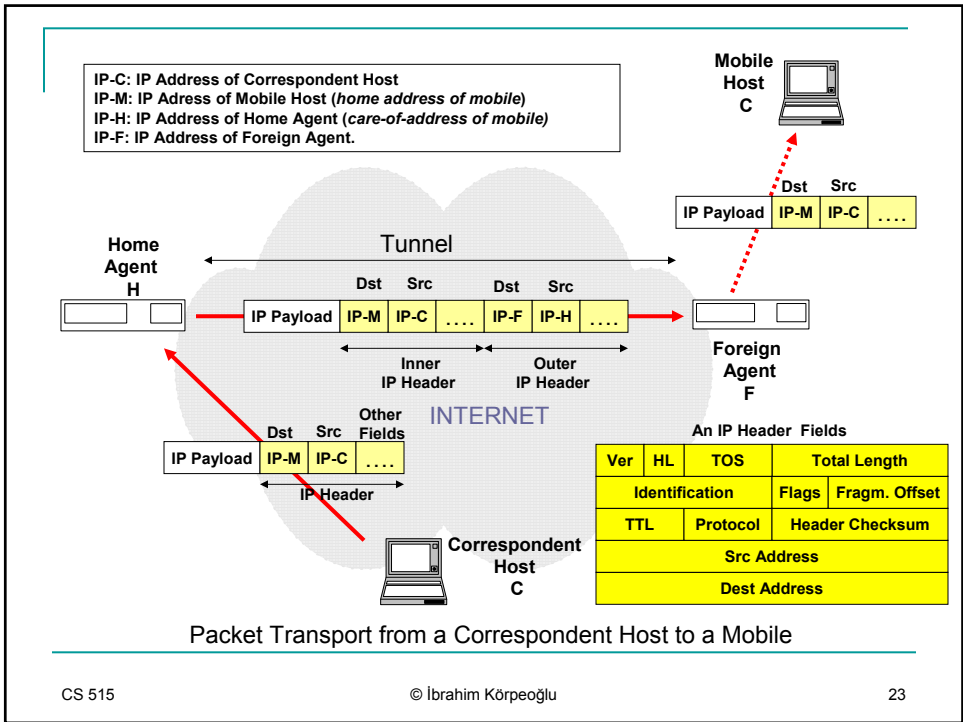 IP-C: IP Address of Correspondent Host
IP-M: IP Adress of Mobile Host (home address of mobile)
IP-H: IP Address of Home Agent (care-of-address of mobile)
IP-F: IP Address of Foreign Agent.
Mobile
Host
C
Dst Src
IP Payload IP-M IP-C ....
Home
Agent
H
Tunnel
Dst Src Dst Src
IP Payload IP-M IP-C .... IP-F IP-H ....
Inner
IP Header
Outer
IP Header
Foreign
Agent
F
INTERNET
Dst Src Other
Fields
IP Payload IP-M IP-C ....
IP Header
Correspondent
Host
C
An IP Header Fields
Ver HL TOS Total Length
Identification Flags Fragm. Offset
TTL Protocol Header Checksum
Src Address
Dest Address
Packet Transport from a Correspondent Host to a Mobile
CS 515 © İbrahim Körpeoğlu 23